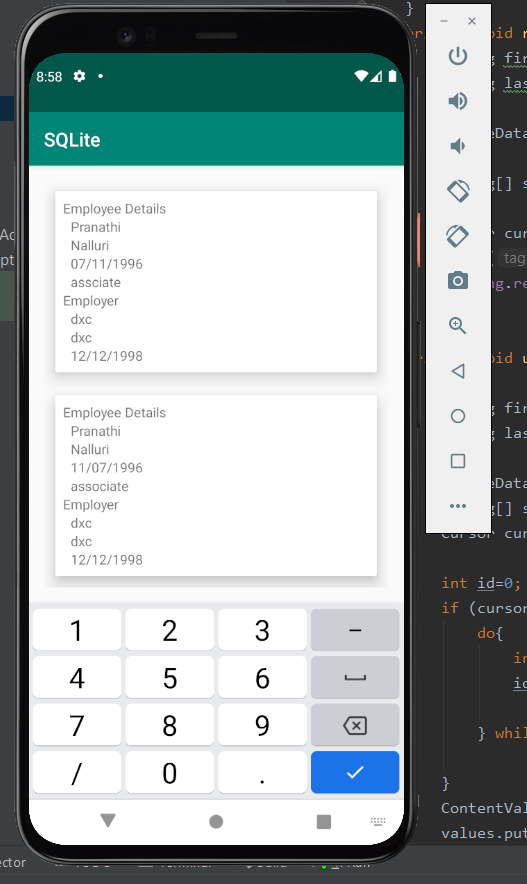 8:58
SQLite
Employee Details
Pranathi
Nalluri
07/11/1996
assciate
Employer
dxc
dxc
12/12/1998
Employee Details
Pranathi
Nalluri
11/07/1996
associate
Employer
dxc
dxc
12/12/1998
1 2 3 –
4 5 6
7 8 9
/ 0 .
}
oid r
g fir
g las
eData
g[] s
cur
tag
ng.re
oid u
g fir
g las
eData
g[] s
Cursor cur
int id=0;
if (cursor
do{
in
id
} whil
}
ContentVal
values.put
ector